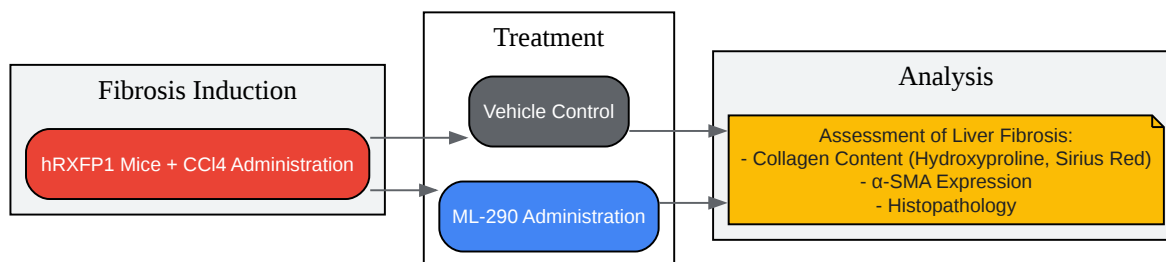 Fibrosis Induction
hRXFP1 Mice + CCl4 Administration
Treatment
Vehicle Control
ML-290 Administration
Analysis
Assessment of Liver Fibrosis:
- Collagen Content (Hydroxyproline, Sirius Red)
- α-SMA Expression
- Histopathology